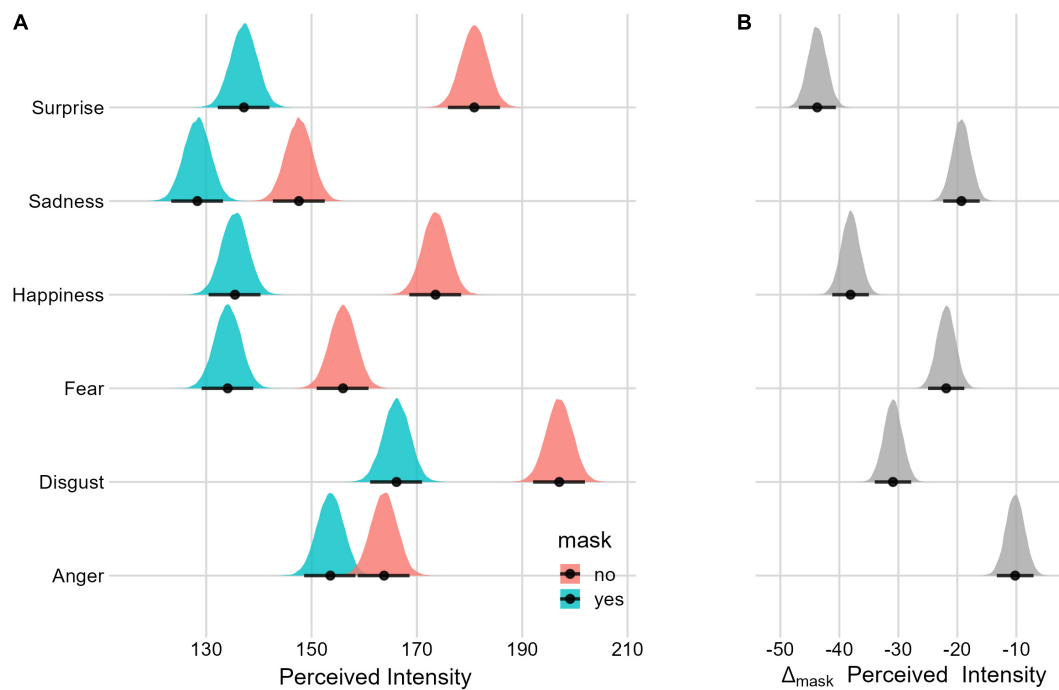 A
B
Surprise
Sadness
Happiness
Fear
Disgust
Anger
mask
no
yes
130 150 170 190 210
Perceived Intensity
-50 -40 -30 -20 -10
Δmask Perceived Intensity